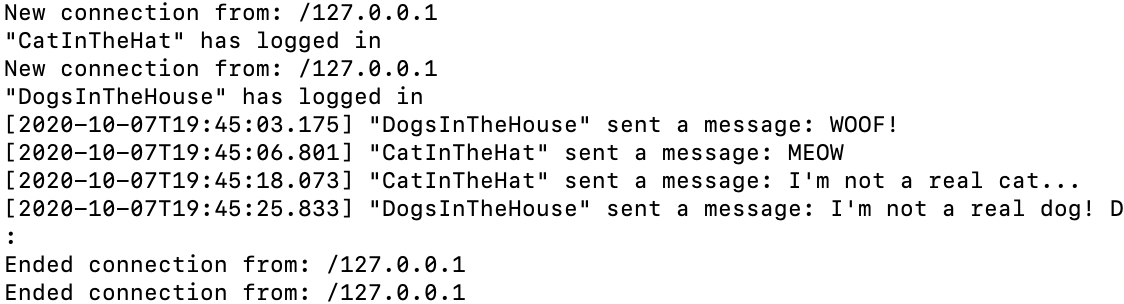 New connection from: /127.0.0.1
"CatInTheHat" has logged in
New connection from: /127.0.0.1
"DogsInTheHouse" has logged in
[2020-10-07T19:45:03.175] "DogsInTheHouse" sent a message: WOOF!
[2020-10-07T19:45:06.801] "CatInTheHat" sent a message: MEOW
[2020-10-07T19:45:18.073] "CatInTheHat" sent a message: I'm not a real cat...
[2020-10-07T19:45:25.833] "DogsInTheHouse" sent a message: I'm not a real dog! D
:
Ended connection from: /127.0.0.1
Ended connection from: /127.0.0.1